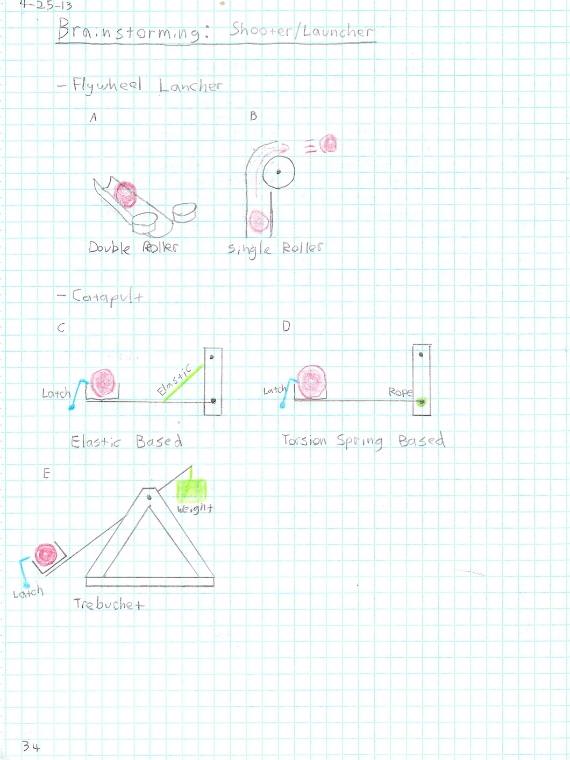 4-25-13
Brainstorming: Shooter/Launcher
- Flywheel Lancher
A B
Double Roller Single Roller
- Catapult
C D
Latch Elastic Latch Rope
Elastic Based Torsion Spring Based
E
Weight
Latch
Trebuchet
34